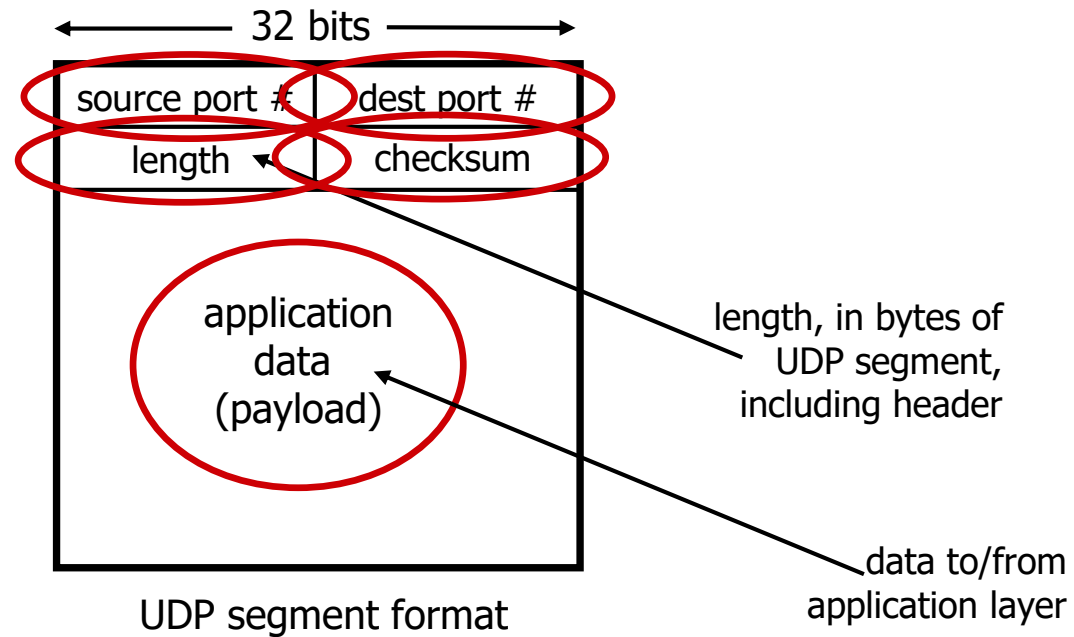 32 bits
source port #
dest port #
length
checksum
application
data
(payload)
length, in bytes of
UDP segment,
including header
data to/from
application layer
UDP segment format